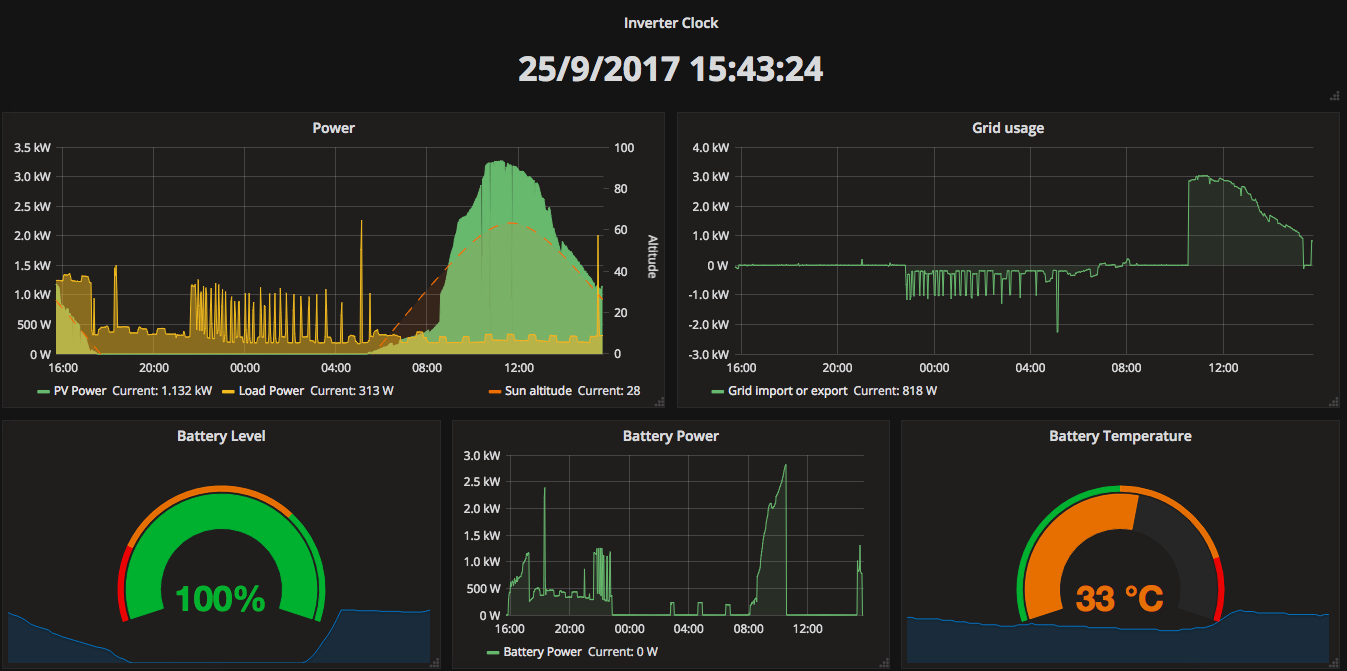 Inverter Clock
25/9/2017 15:43:24
Power
3.5 kW
3.0 kW
2.5 kW
2.0 kW
1.5 kW
1.0 kW
500 W
0 W
100
80
60
40
20
0
Altitude
16:00 20:00 00:00 04:00 08:00 12:00
PV Power Current: 1.132 kW Load Power Current: 313 W Sun altitude Current: 28
Grid usage
4.0 kW
3.0 kW
2.0 kW
1.0 kW
0 W
-1.0 kW
-2.0 kW
-3.0 kW
16:00 20:00 00:00 04:00 08:00 12:00
Grid import or export Current: 818 W
Battery Level
100%
Battery Power
3.0 kW
2.5 kW
2.0 kW
1.5 kW
1.0 kW
500 W
0 W
16:00 20:00 00:00 04:00 08:00 12:00
Battery Power Current: 0 W
Battery Temperature
33 °C